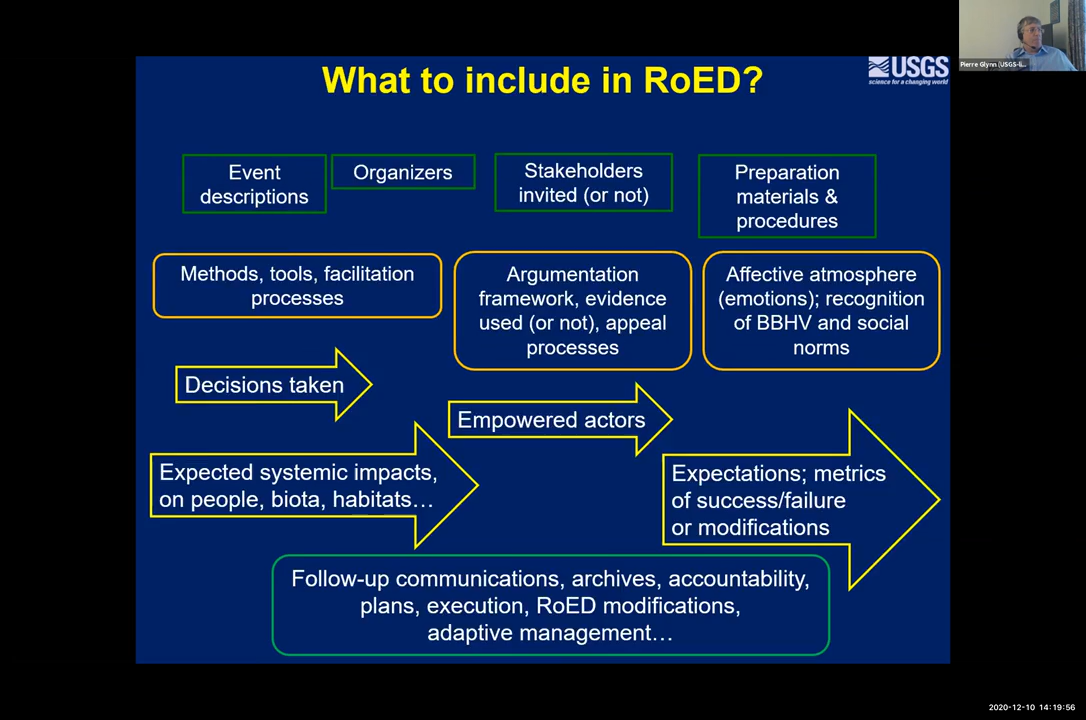 What to include in RoED?
USGS
science for a changing world
Pierre Glynn (USGS-li...
Event
descriptions
Organizers
Stakeholders
invited (or not)
Preparation
materials &
procedures
Methods, tools, facilitation
processes
Argumentation
framework, evidence
used (or not), appeal
processes
Affective atmosphere
(emotions); recognition
of BBHV and social
norms
Decisions taken
Empowered actors
Expected systemic impacts,
on people, biota, habitats…
Expectations; metrics
of success/failure
or modifications
Follow-up communications, archives, accountability,
plans, execution, RoED modifications,
adaptive management…
2020-12-10 14:19:56